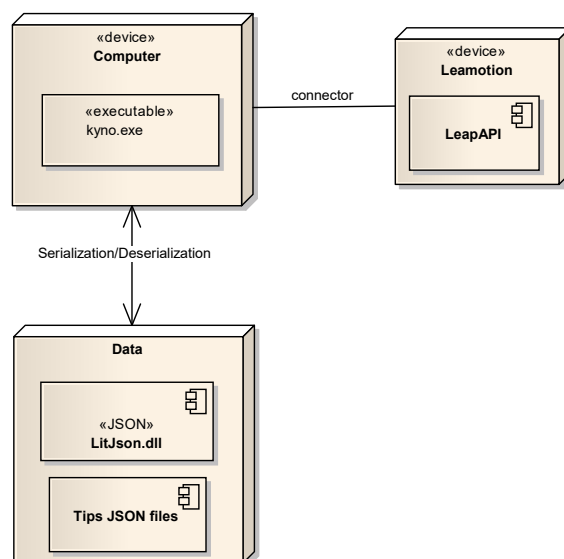 «device»
Computer
«executable»
kyno.exe
connector
«device»
Leamotion
LeapAPI
Serialization/Deserialization
Data
«JSON»
LitJson.dll
Tips JSON files